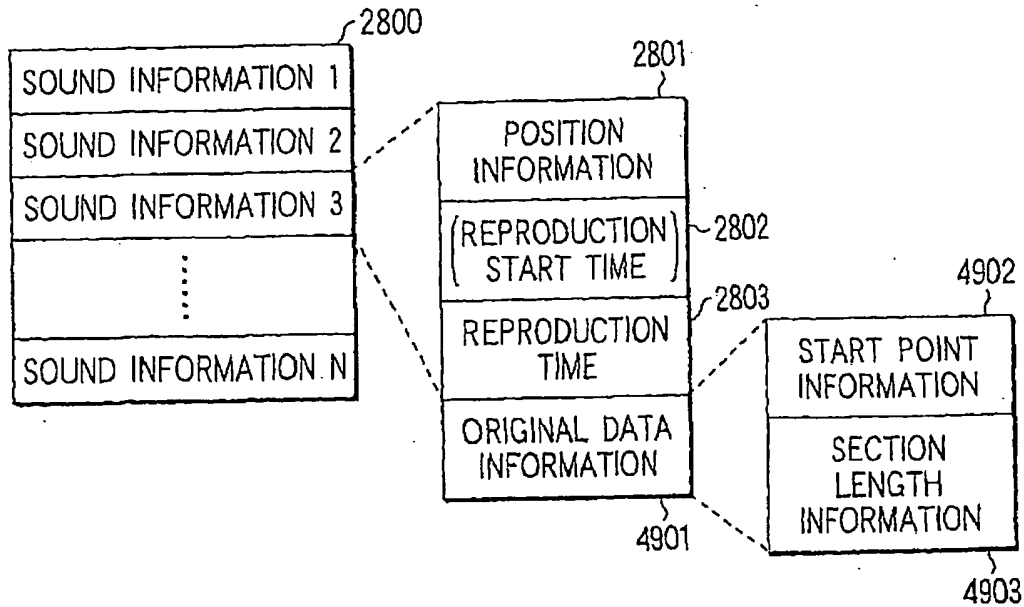 2800
SOUND INFORMATION 1
SOUND INFORMATION 2
SOUND INFORMATION 3
SOUND INFORMATION N
2801
POSITION
INFORMATION
(REPRODUCTION
START TIME)
2802
2803
REPRODUCTION
TIME
ORIGINAL DATA
INFORMATION
4901
4902
START POINT
INFORMATION
SECTION
LENGTH
INFORMATION
4903